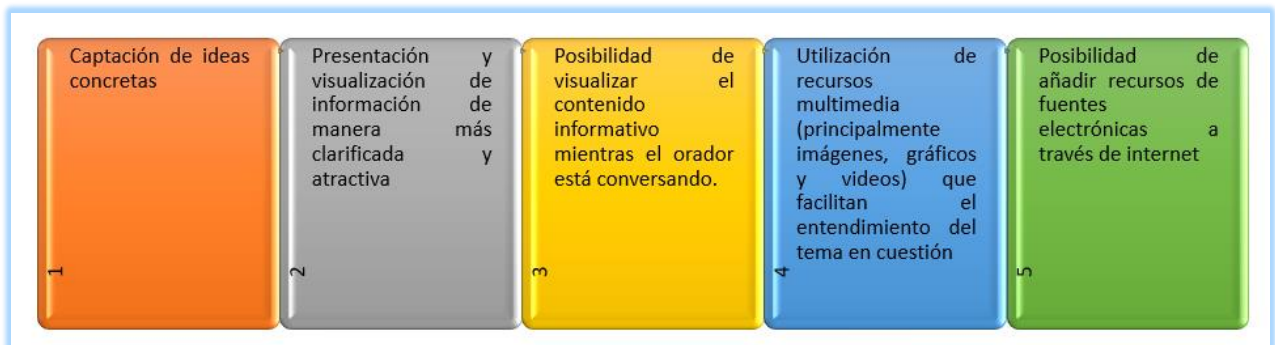 Captación de ideas
concretas
1
Presentación y
visualización de
información de
manera más
clarificada y
atractiva
2
Posibilidad de
visualizar el
contenido
informativo
mientras el orador
está conversando.
3
Utilización de
recursos
multimedia
(principalmente
imágenes, gráficos
y videos) que
facilitan el
entendimiento del
tema en cuestión
4
Posibilidad de
añadir recursos de
fuentes
electrónicas a
través de internet
5